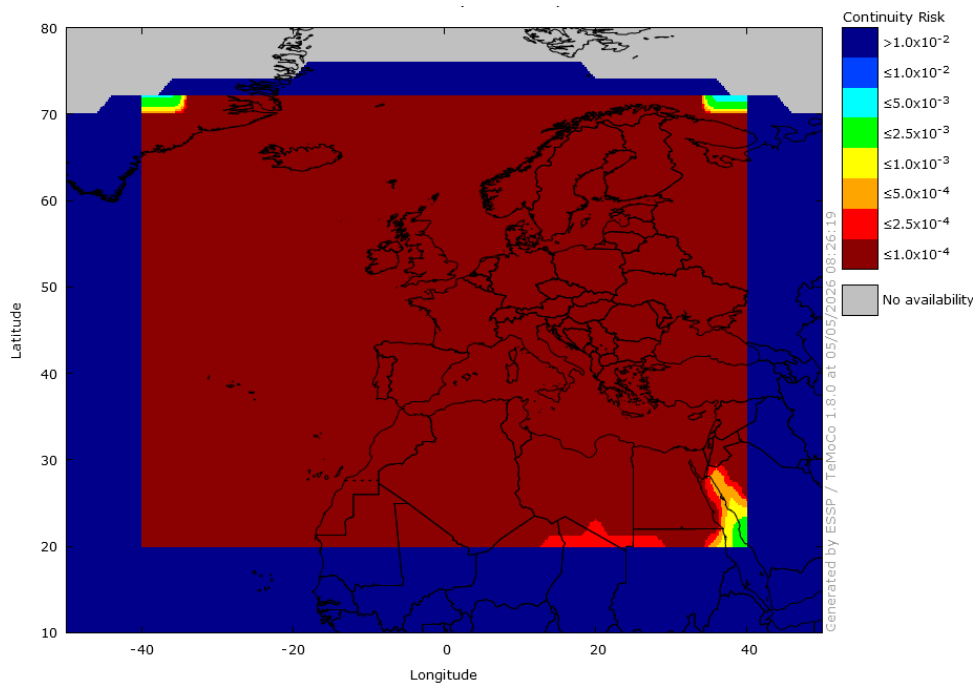 Continuity Risk
>1.0x10⁻²
≤1.0x10⁻²
≤5.0x10⁻³
≤2.5x10⁻³
≤1.0x10⁻³
≤5.0x10⁻⁴
≤2.5x10⁻⁴
≤1.0x10⁻⁴
No availability
80
70
60
50
40
30
20
10
Latitude
-40
-20
0
20
40
Longitude
Generated by ESSP / TeMoCo 1.8.0 at 05/05/2026 08:26:19